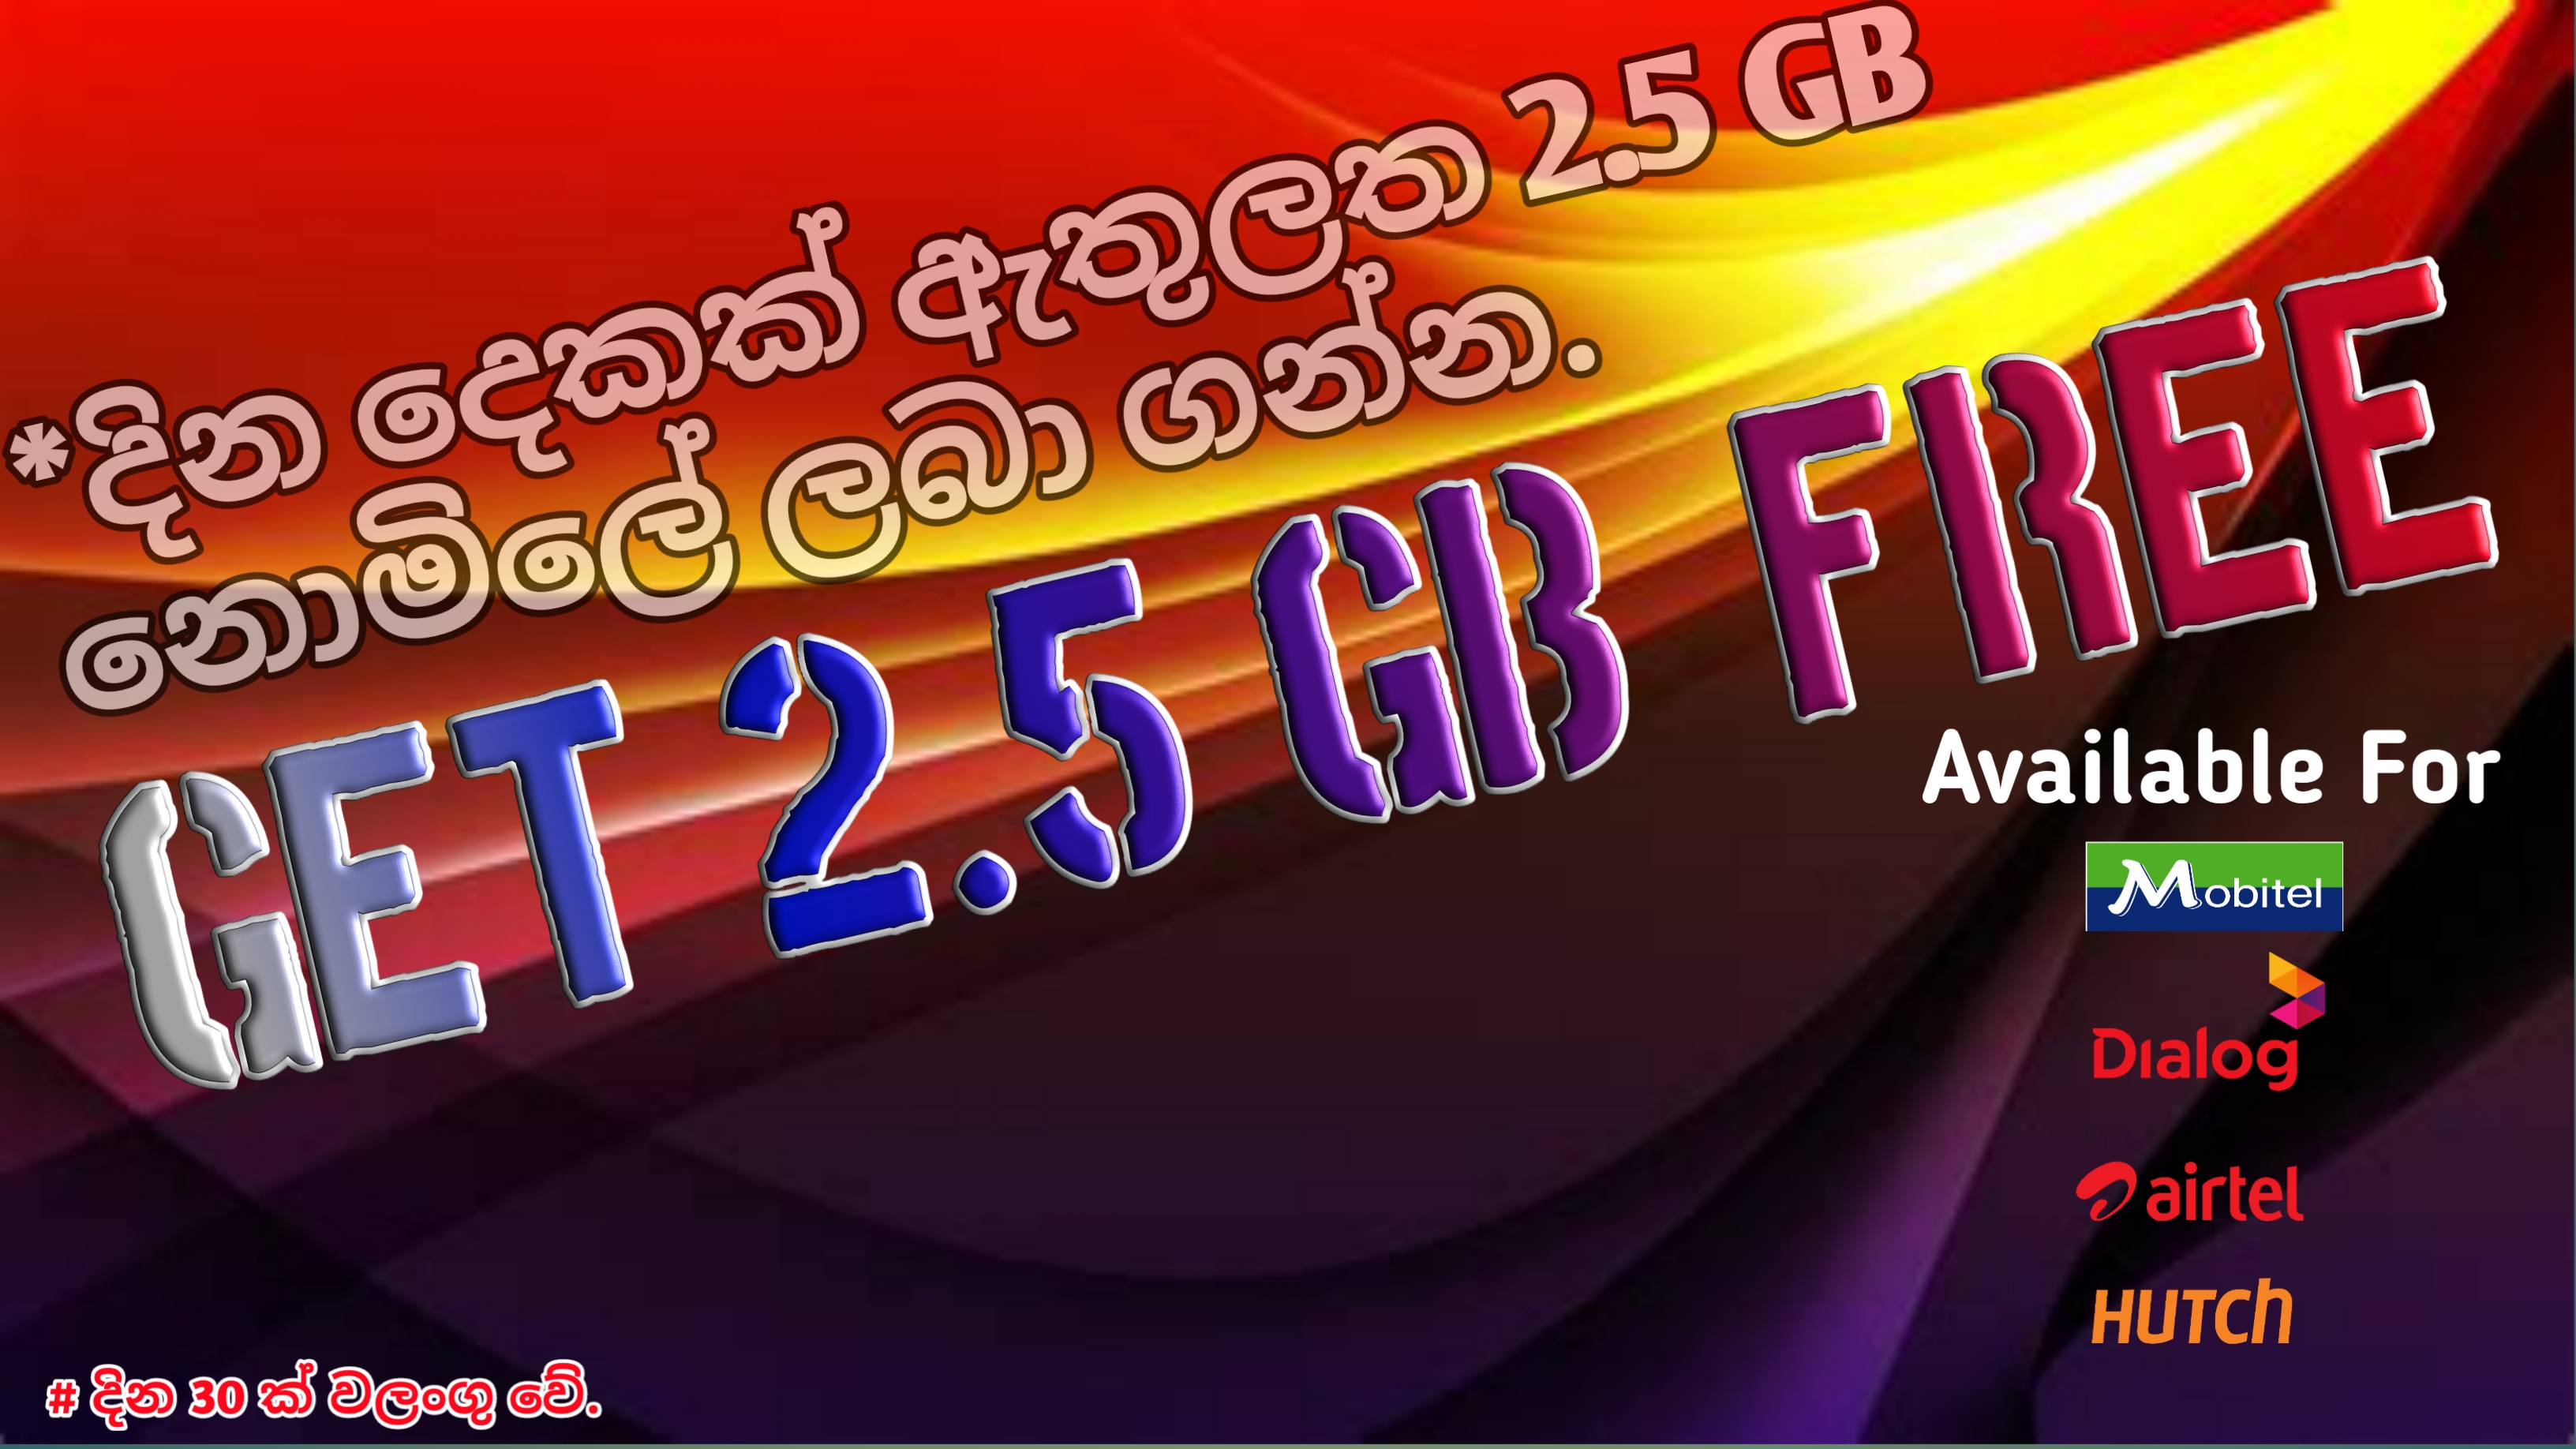 *දින දෙකක් ඇතුලත 2.5 GB
නොමිලේ ලබා ගන්න.
GET 2.5 GB FREE
Available For
Mobitel
Dialog
airtel
HUTCh
# දින 30 ක් වලංගු වේ.